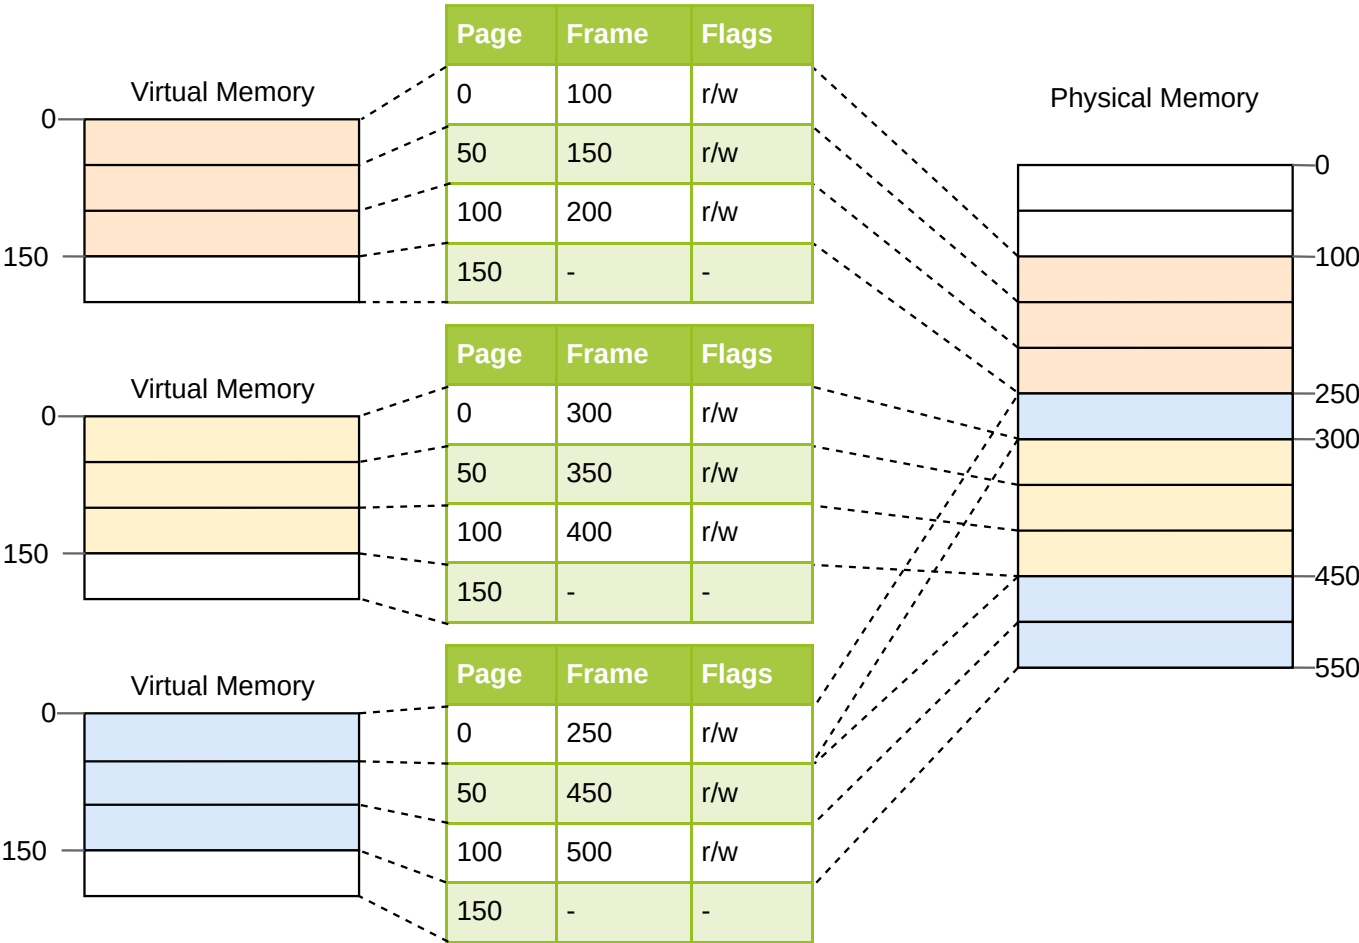 Virtual Memory
0
150
Page Frame Flags
0 100 r/w
50 150 r/w
100 200 r/w
150 - -
Virtual Memory
0
150
Page Frame Flags
0 300 r/w
50 350 r/w
100 400 r/w
150 - -
Virtual Memory
0
150
Page Frame Flags
0 250 r/w
50 450 r/w
100 500 r/w
150 - -
Physical Memory
0
100
250
300
450
550